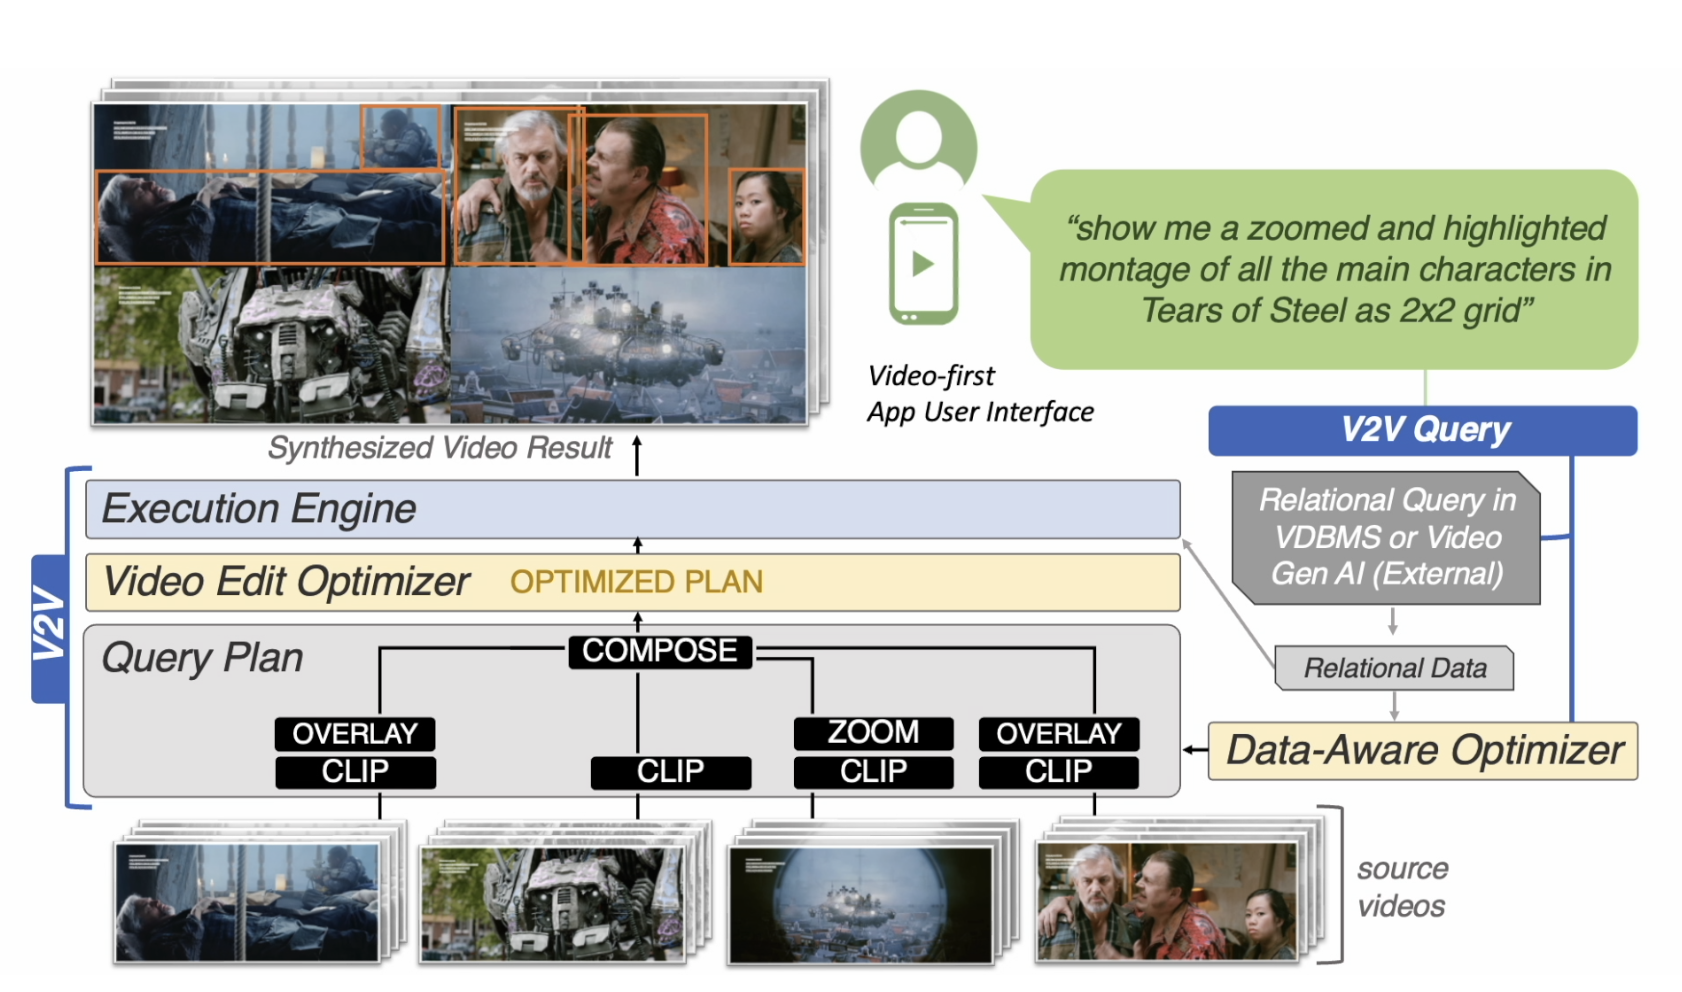 “show me a zoomed and highlighted
montage of all the main characters in
Tears of Steel as 2x2 grid”
Video-first
App User Interface
V2V Query
Synthesized Video Result
Relational Query in
VDBMS or Video
Gen AI (External)
Relational Data
Data-Aware Optimizer
V2V
Execution Engine
Video Edit Optimizer OPTIMIZED PLAN
Query Plan
COMPOSE
OVERLAY
CLIP
CLIP
ZOOM
CLIP
OVERLAY
CLIP
source
videos